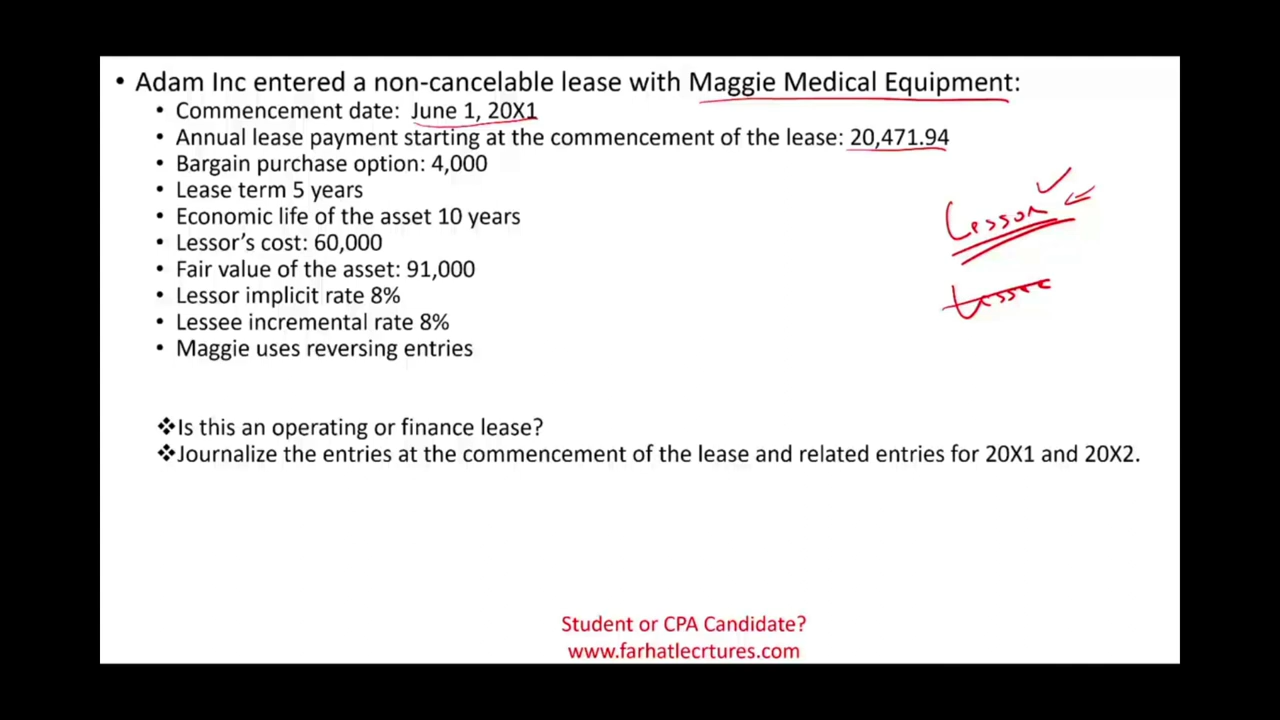 • Adam Inc entered a non-cancelable lease with Maggie Medical Equipment:
• Commencement date: June 1, 20X1
• Annual lease payment starting at the commencement of the lease: 20,471.94
• Bargain purchase option: 4,000
• Lease term 5 years
• Economic life of the asset 10 years
• Lessor’s cost: 60,000
• Fair value of the asset: 91,000
• Lessor implicit rate 8%
• Lessee incremental rate 8%
• Maggie uses reversing entries
Lessor
Lessee
❖Is this an operating or finance lease?
❖Journalize the entries at the commencement of the lease and related entries for 20X1 and 20X2.
Student or CPA Candidate?
www.farhatlecrtures.com